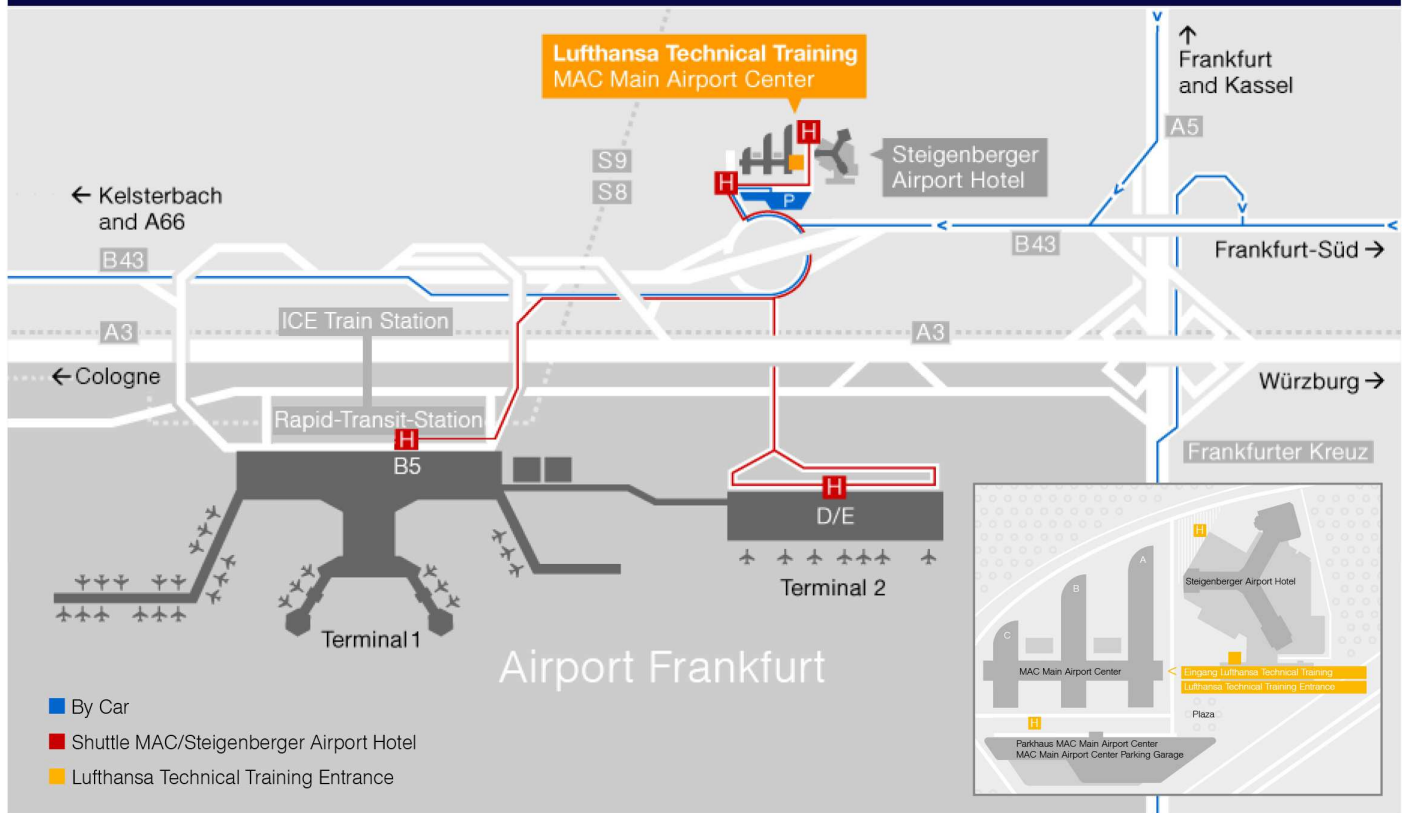 Lufthansa Technical Training
MAC Main Airport Center
↑
Frankfurt
and Kassel
A5
H
S9
S8
Steigenberger
Airport Hotel
H
P
← Kelsterbach
and A66
B43
B43
Frankfurt-Süd →
ICE Train Station
A3
A3
← Cologne
Würzburg →
Rapid-Transit-Station
H
B5
Frankfurter Kreuz
H
D/E
Terminal 2
Terminal 1
Airport Frankfurt
By Car
Shuttle MAC/Steigenberger Airport Hotel
Lufthansa Technical Training Entrance
H
A
B
C
Steigenberger Airport Hotel
MAC Main Airport Center
< Eingang Lufthansa Technical Training
Lufthansa Technical Training Entrance
H
Plaza
Parkhaus MAC Main Airport Center
MAC Main Airport Center Parking Garage